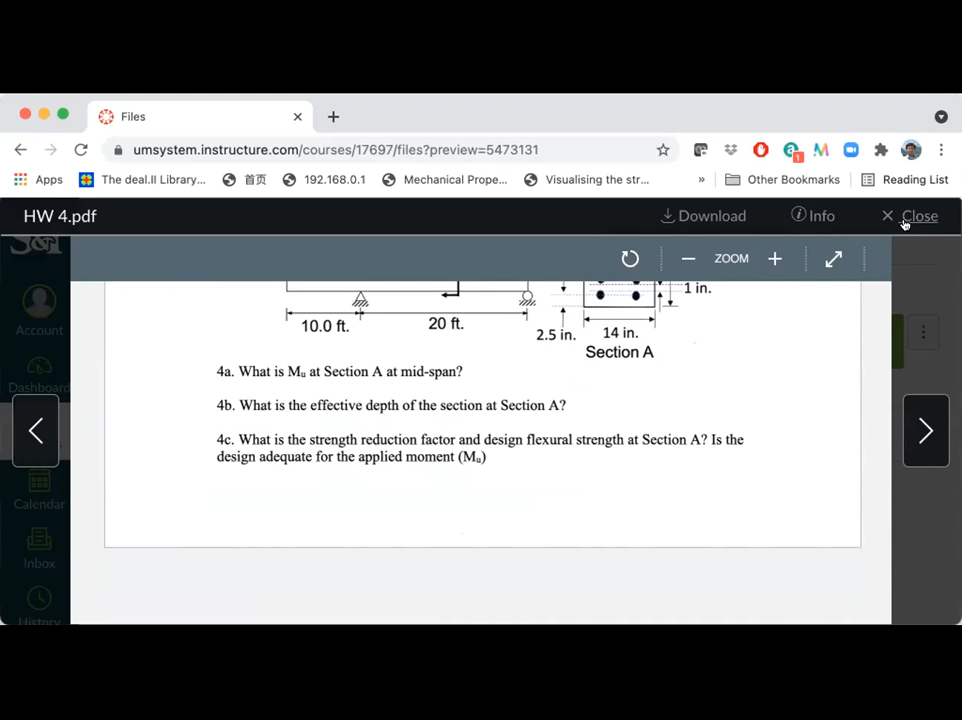 Files
umsystem.instructure.com/courses/17697/files?preview=5473131
1
Apps
The deal.II Library...
首页
192.168.0.1
Mechanical Prope...
Visualising the str...
»
Other Bookmarks
Reading List
HW 4.pdf
Download
Info
Close
S&T
ZOOM
Account
Dashboard
Calendar
Inbox
History
1 in.
10.0 ft.
20 ft.
2.5 in.
14 in.
Section A
4a. What is Mu at Section A at mid-span?
4b. What is the effective depth of the section at Section A?
4c. What is the strength reduction factor and design flexural strength at Section A? Is the
design adequate for the applied moment (Mu)